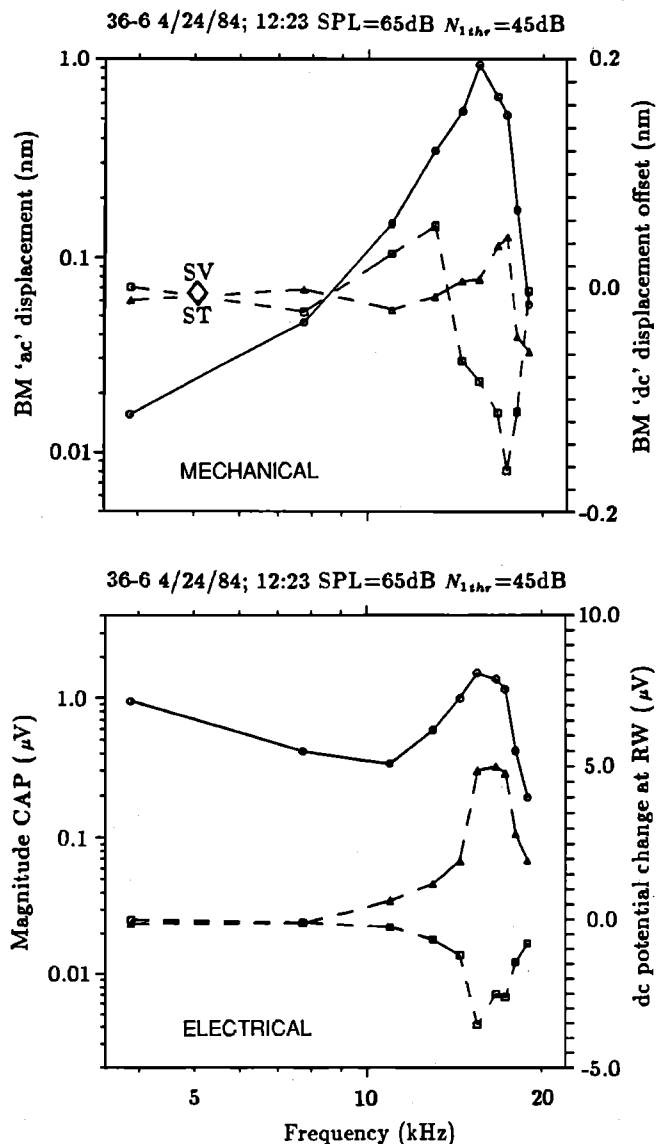 36-6 4/24/84; 12:23 SPL=65dB N1thr=45dB
1.0
0.1
0.01
BM ‘ac’ displacement (nm)
0.2
0.0
-0.2
BM ‘dc’ displacement offset (nm)
SV
ST
MECHANICAL
36-6 4/24/84; 12:23 SPL=65dB N1thr=45dB
1.0
0.1
0.01
Magnitude CAP (μV)
10.0
5.0
0.0
-5.0
dc potential change at RW (μV)
ELECTRICAL
5
10
20
Frequency (kHz)